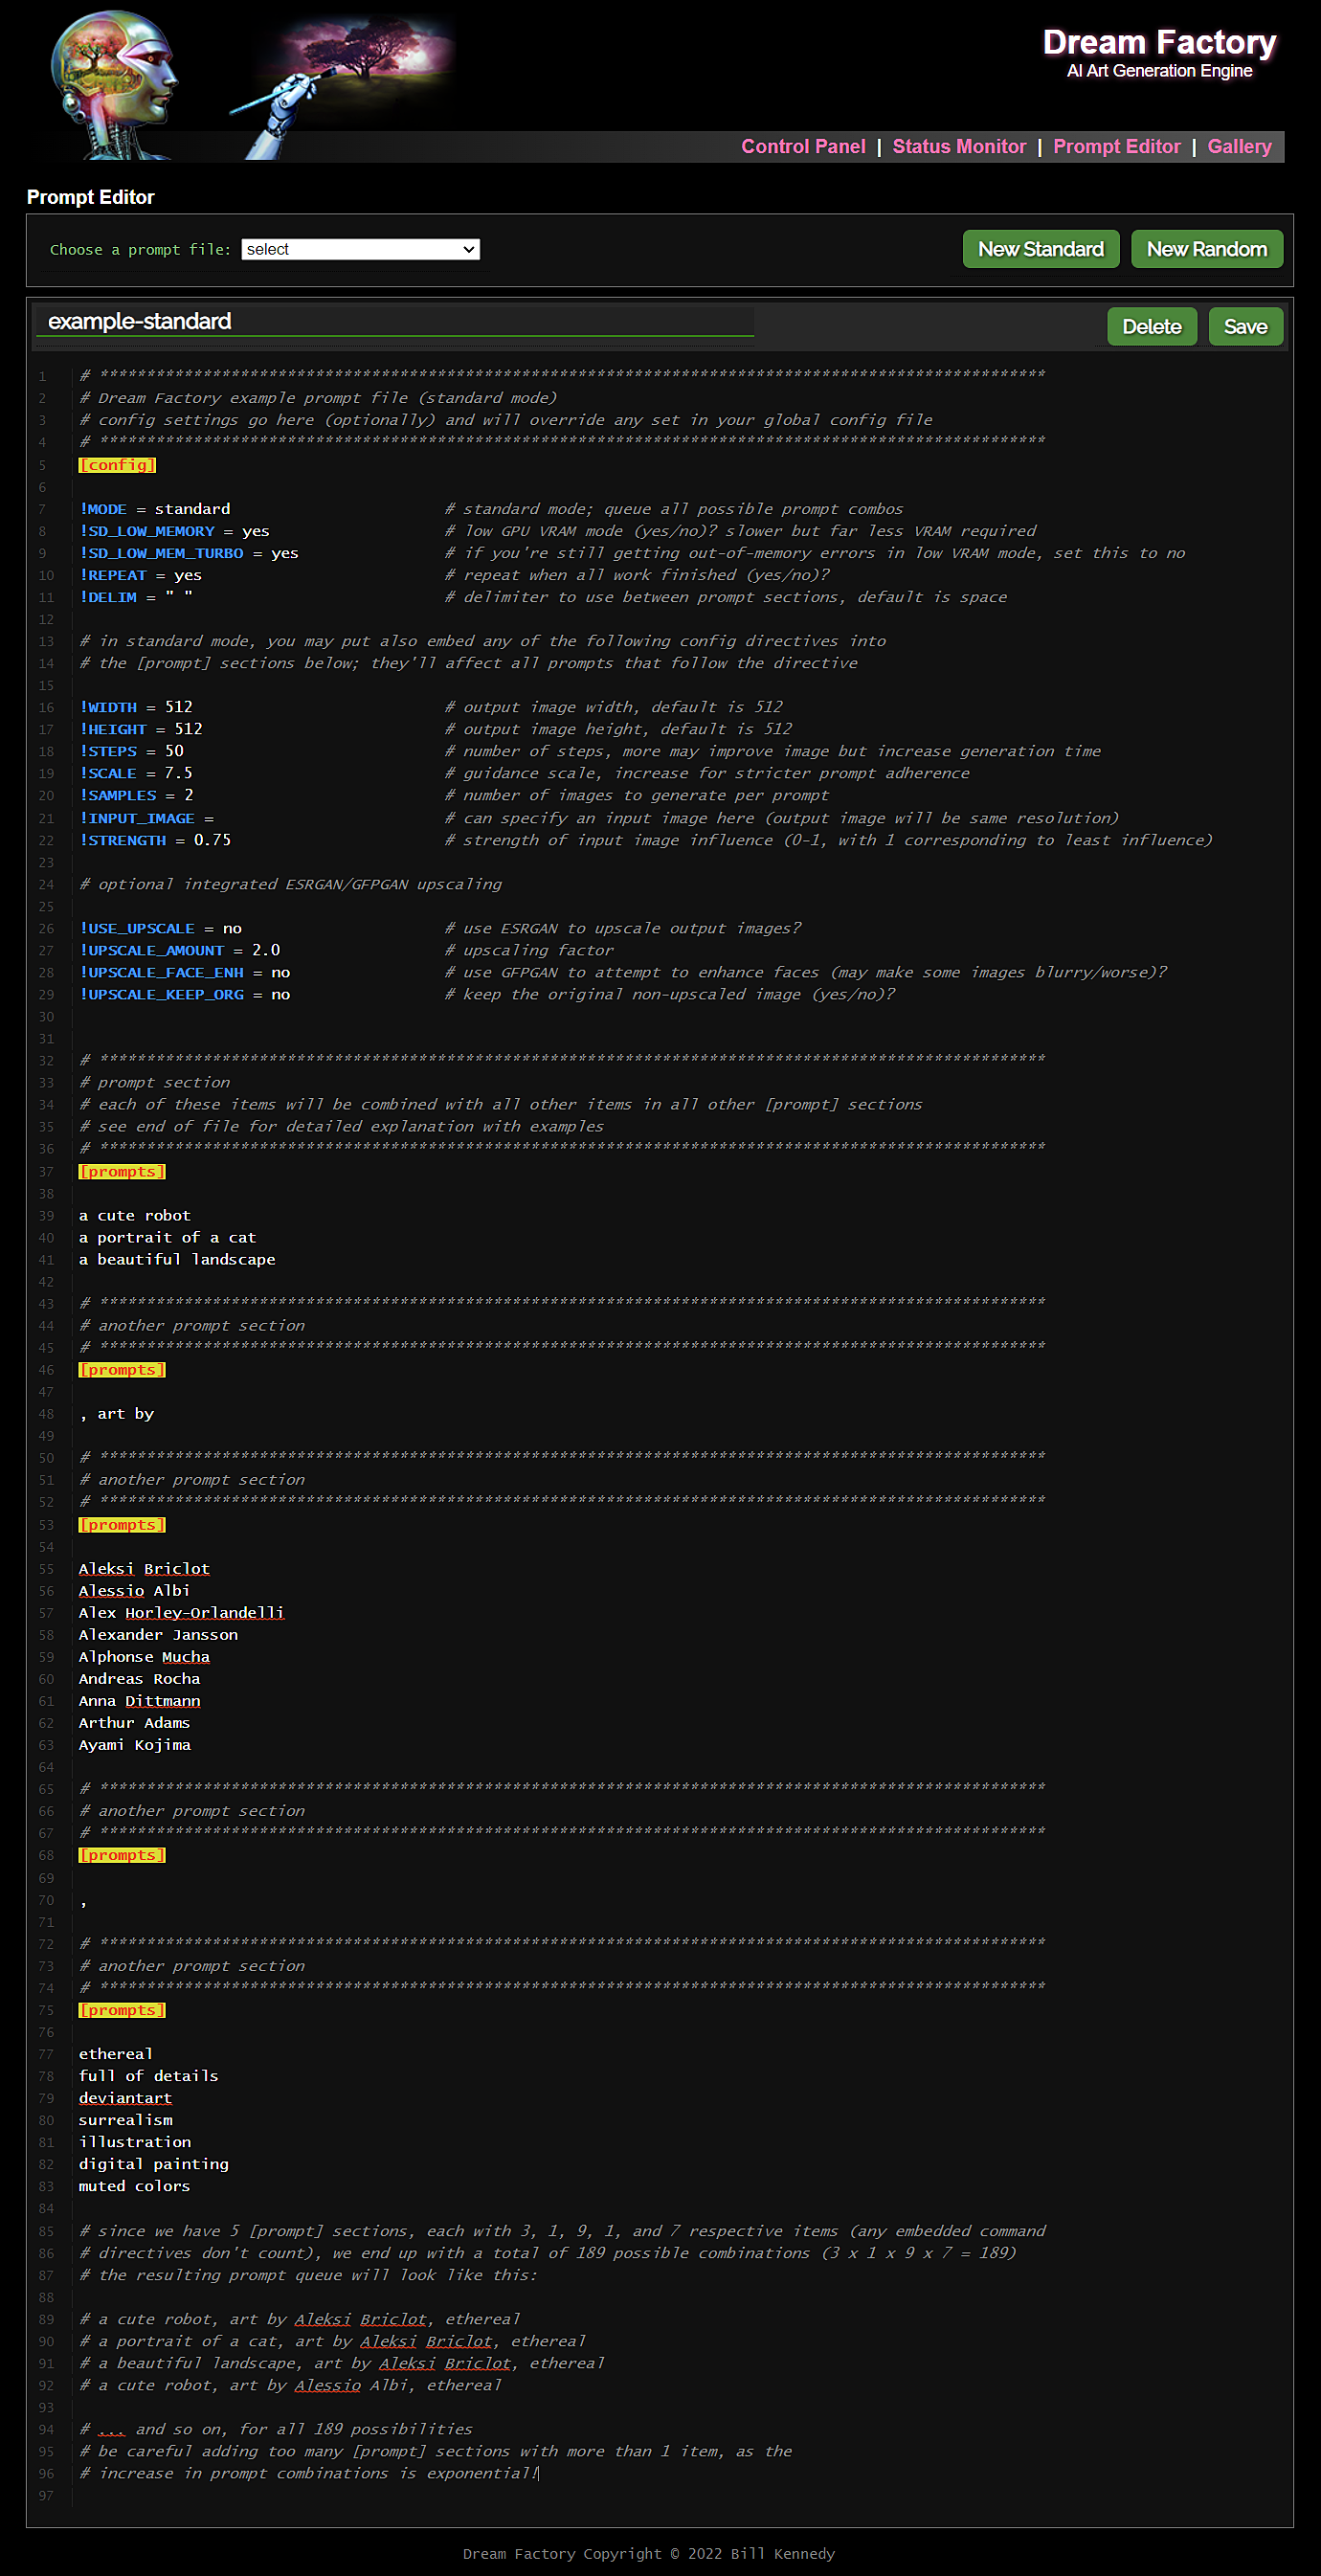 Dream Factory
AI Art Generation Engine
Control Panel | Status Monitor | Prompt Editor | Gallery
Prompt Editor
Choose a prompt file: select New Standard New Random
example-standard Delete Save
1 # *****************************************************************************************************
2 # Dream Factory example prompt file (standard mode)
3 # config settings go here (optionally) and will override any set in your global config file
4 # *****************************************************************************************************
5 [config]
6
7 !MODE = standard # standard mode; queue all possible prompt combos
8 !SD_LOW_MEMORY = yes # low GPU VRAM mode (yes/no)? slower but far less VRAM required
9 !SD_LOW_MEM_TURBO = yes # if you're still getting out-of-memory errors in low VRAM mode, set this to no
10 !REPEAT = yes # repeat when all work finished (yes/no)?
11 !DELIM = " " # delimiter to use between prompt sections, default is space
12
13 # in standard mode, you may put also embed any of the following config directives into
14 # the [prompt] sections below; they'll affect all prompts that follow the directive
15
16 !WIDTH = 512 # output image width, default is 512
17 !HEIGHT = 512 # output image height, default is 512
18 !STEPS = 50 # number of steps, more may improve image but increase generation time
19 !SCALE = 7.5 # guidance scale, increase for stricter prompt adherence
20 !SAMPLES = 2 # number of images to generate per prompt
21 !INPUT_IMAGE = # can specify an input image here (output image will be same resolution)
22 !STRENGTH = 0.75 # strength of input image influence (0-1, with 1 corresponding to least influence)
23
24 # optional integrated ESRGAN/GFPGAN upscaling
25
26 !USE_UPSCALE = no # use ESRGAN to upscale output images?
27 !UPSCALE_AMOUNT = 2.0 # upscaling factor
28 !UPSCALE_FACE_ENH = no # use GFPGAN to attempt to enhance faces (may make some images blurry/worse)?
29 !UPSCALE_KEEP_ORG = no # keep the original non-upscaled image (yes/no)?
30
31
32 # *****************************************************************************************************
33 # prompt section
34 # each of these items will be combined with all other items in all other [prompt] sections
35 # see end of file for detailed explanation with examples
36 # *****************************************************************************************************
37 [prompts]
38
39 a cute robot
40 a portrait of a cat
41 a beautiful landscape
42
43 # *****************************************************************************************************
44 # another prompt section
45 # *****************************************************************************************************
46 [prompts]
47
48 , art by
49
50 # *****************************************************************************************************
51 # another prompt section
52 # *****************************************************************************************************
53 [prompts]
54
55 Aleksi Briclot
56 Alessio Albi
57 Alex Horley-Orlandelli
58 Alexander Jansson
59 Alphonse Mucha
60 Andreas Rocha
61 Anna Dittmann
62 Arthur Adams
63 Ayami Kojima
64
65 # *****************************************************************************************************
66 # another prompt section
67 # *****************************************************************************************************
68 [prompts]
69
70 ,
71
72 # *****************************************************************************************************
73 # another prompt section
74 # *****************************************************************************************************
75 [prompts]
76
77 ethereal
78 full of details
79 deviantart
80 surrealism
81 illustration
82 digital painting
83 muted colors
84
85 # since we have 5 [prompt] sections, each with 3, 1, 9, 1, and 7 respective items (any embedded command
86 # directives don't count), we end up with a total of 189 possible combinations (3 x 1 x 9 x 7 = 189)
87 # the resulting prompt queue will look like this:
88
89 # a cute robot, art by Aleksi Briclot, ethereal
90 # a portrait of a cat, art by Aleksi Briclot, ethereal
91 # a beautiful landscape, art by Aleksi Briclot, ethereal
92 # a cute robot, art by Alessio Albi, ethereal
93
94 # ... and so on, for all 189 possibilities
95 # be careful adding too many [prompt] sections with more than 1 item, as the
96 # increase in prompt combinations is exponential!
97
Dream Factory Copyright © 2022 Bill Kennedy